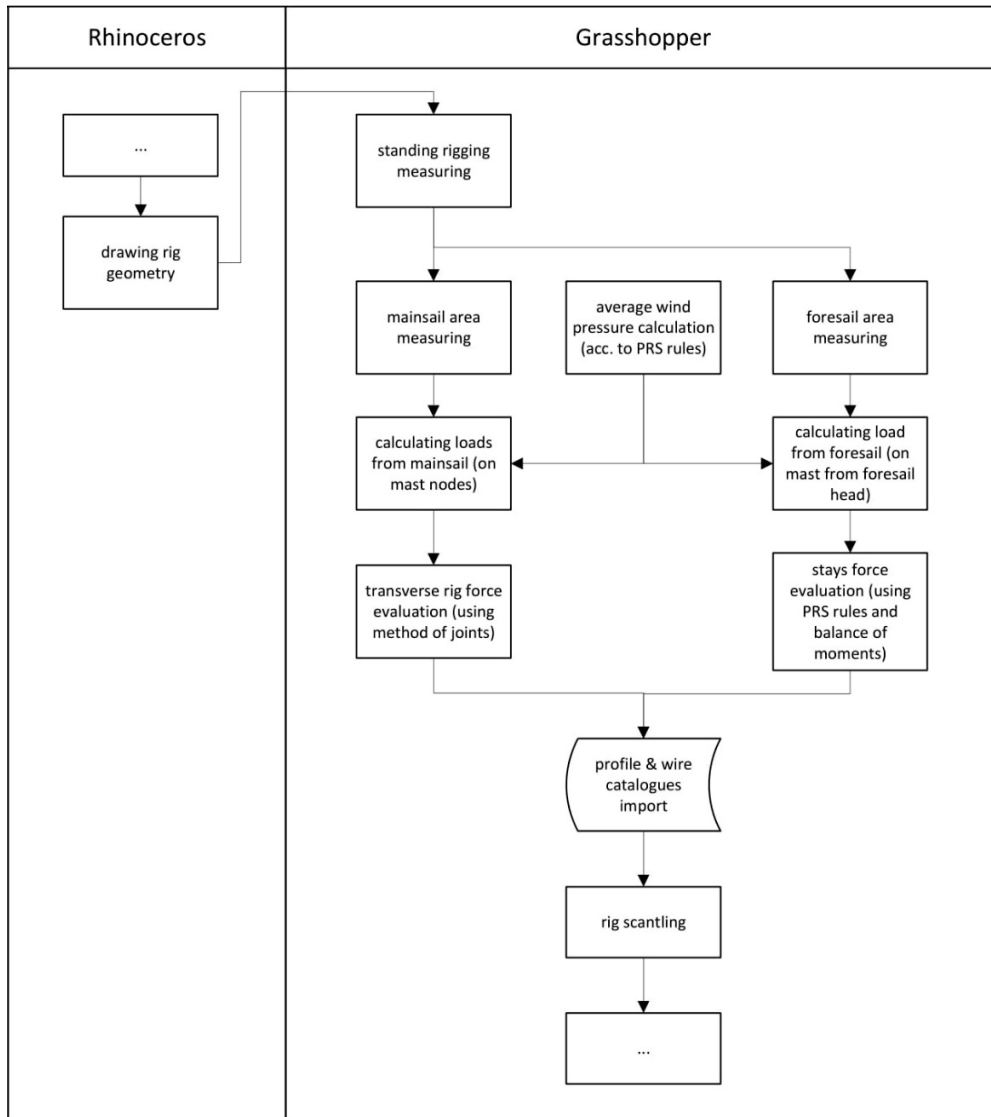 Rhinoceros
Grasshopper
...
drawing rig
geometry
standing rigging
measuring
mainsail area
measuring
average wind
pressure calculation
(acc. to PRS rules)
foresail area
measuring
calculating loads
from mainsail (on
mast nodes)
calculating load
from foresail (on
mast from foresail
head)
transverse rig force
evaluation (using
method of joints)
stays force
evaluation (using
PRS rules and
balance of
moments)
profile & wire
catalogues
import
rig scantling
...